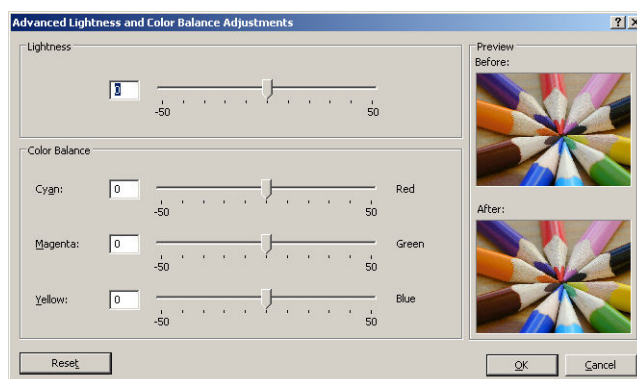 Advanced Lightness and Color Balance Adjustments
Lightness
0
-50 50
Color Balance
Cyan: 0 Red
-50 50
Magenta: 0 Green
-50 50
Yellow: 0 Blue
-50 50
Reset
Preview
Before:
After:
OK Cancel